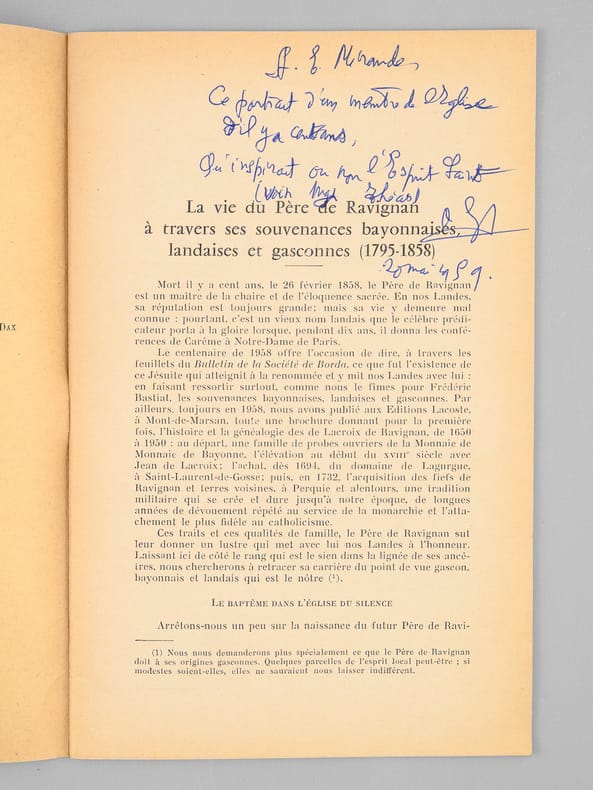 Ce portrait d'un membre de l'Eglise
d'il y a cent ans,
Qu'inspirait ou non l'Esprit Saint
(voir Mgr
La vie du Père de Ravignan
à travers ses souvenances bayonnaises,
landaises et gasconnes (1795-1858)
20 mai 1959.
Mort il y a cent ans, le 26 février 1858, le Père de Ravignan
est un maître de la chaire et de l'éloquence sacrée. En nos Landes,
sa réputation est toujours grande; mais sa vie y demeure mal
connue : pourtant, c'est un vieux nom landais que le célèbre prédi-
cateur porta à la gloire lorsque, pendant dix ans, il donna les confé-
rences de Carême à Notre-Dame de Paris.
Le centenaire de 1958 offre l'occasion de dire, à travers les
feuillets du Bulletin de la Société de Borda, ce que fut l'existence de
ce Jésuite qui atteignit à la renommée et y mit nos Landes avec lui :
en faisant ressortir surtout, comme nous le fîmes pour Frédéric
Bastiat, les souvenances bayonnaises, landaises et gasconnes. Par
ailleurs, toujours en 1958, nous avons publié aux Editions Lacoste,
à Mont-de-Marsan, toute une brochure donnant pour la première
fois, l'histoire et la généalogie des de Lacroix de Ravignan, de 1650
à 1950 : au départ, une famille de probes ouvriers de la Monnaie de
Monnaie de Bayonne, l'élévation au début du XVIIIe siècle avec
Jean de Lacroix; l'achat, dès 1694, du domaine de Lagurgue,
à Saint-Laurent-de-Gosse; puis, en 1732, l'acquisition des fiefs de
Ravignan et terres voisines, à Perquie et alentours, une tradition
militaire qui se crée et dure jusqu'à notre époque, de longues
années de dévouement répété au service de la monarchie et l'atta-
chement le plus fidèle au catholicisme.
Ces traits et ces qualités de famille, le Père de Ravignan sut
leur donner un lustre qui met avec lui nos Landes à l'honneur.
Laissant ici de côté le rang qui est le sien dans la lignée de ses ancê-
tres, nous chercherons à retracer sa carrière du point de vue gascon,
bayonnais et landais qui est le nôtre (1).
LE BAPTÊME DANS L'ÉGLISE DU SILENCE
Arrêtons-nous un peu sur la naissance du futur Père de Ravi-
(1) Nous nous demanderons plus spécialement ce que le Père de Ravignan
doit à ses origines gasconnes. Quelques parcelles de l'esprit local peut-être ; si
modestes soient-elles, elles ne sauraient nous laisser indifférent.
DAX